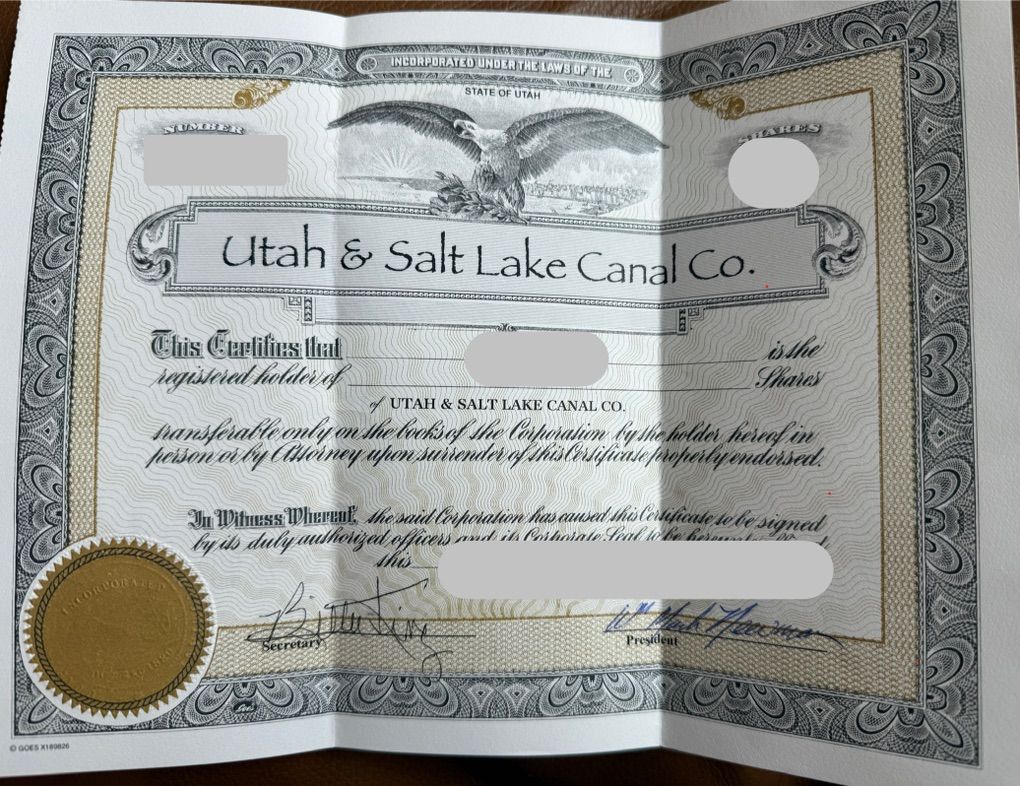 INCORPORATED UNDER THE LAWS OF THE
STATE OF UTAH
NUMBER
SHARES
Utah & Salt Lake Canal Co.
This Certifies that is the
registered holder of Shares
of UTAH & SALT LAKE CANAL CO.
transferable only on the books of the Corporation by the holder hereof in
person or by Attorney upon surrender of this Certificate properly endorsed.
In Witness Whereof, the said Corporation has caused this Certificate to be signed
by its duly authorized officers and its Corporate Seal to be hereunto
this
INCORPORATED
Secretary
President
Goes
© GOES X189826